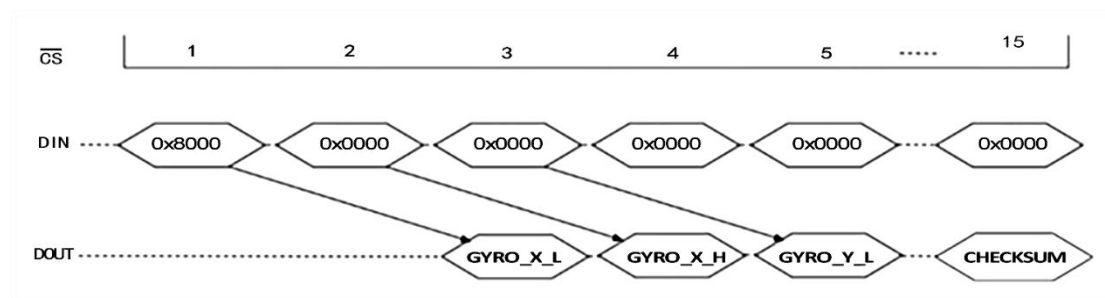 CS 1 2 3 4 5 ..... 15
DIN 0x8000 0x0000 0x0000 0x0000 0x0000 0x0000
DOUT GYRO_X_L GYRO_X_H GYRO_Y_L CHECKSUM